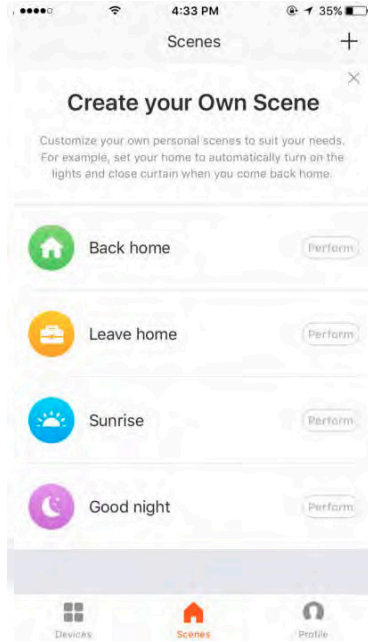 4:33 PM
35%
Scenes
Create your Own Scene
Customize your own personal scenes to suit your needs.
For example, set your home to automatically turn on the
lights and close curtain when you come back home.
Back home
Perform
Leave home
Perform
Sunrise
Perform
Good night
Perform
Devices
Scenes
Profile